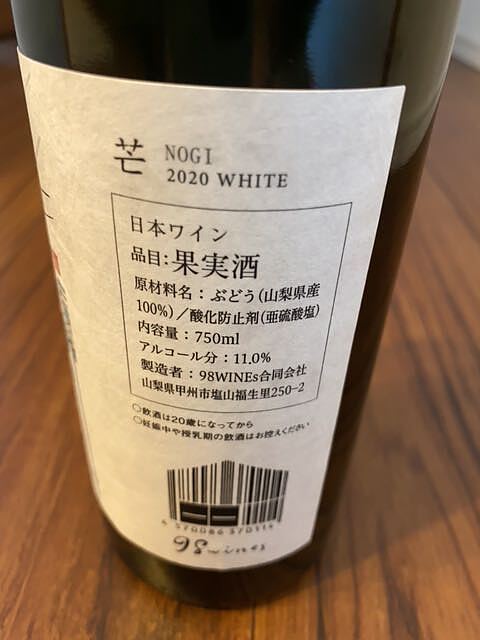 芒 NOGI
2020 WHITE
日本ワイン
品目:果実酒
原材料名：ぶどう(山梨県産
100%)／酸化防止剤(亜硫酸塩)
内容量：750ml
アルコール分：11.0%
製造者：98WINEs合同会社
山梨県甲州市塩山福生里250-2
○飲酒は20歳になってから
○妊娠中や授乳期の飲酒はお控えください
4 570086 570114
98wines